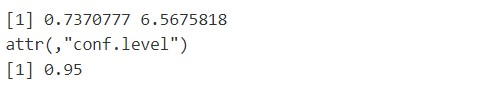 [1] 0.7370777 6.5675818
attr(,"conf.level")
[1] 0.95